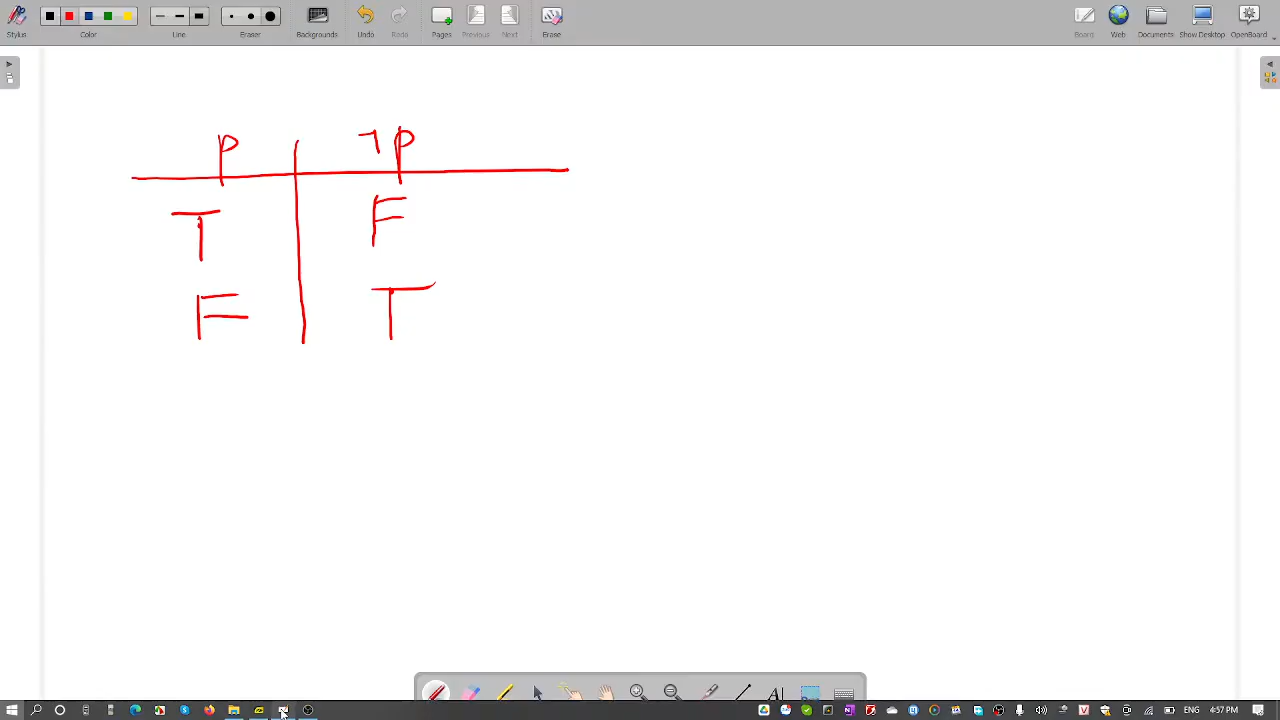 Stylus Color Line Eraser Backgrounds Undo Redo Pages Previous Next Erase Board Web Documents Show Desktop OpenBoard
p ¬p
T F
F T
4:57 PM